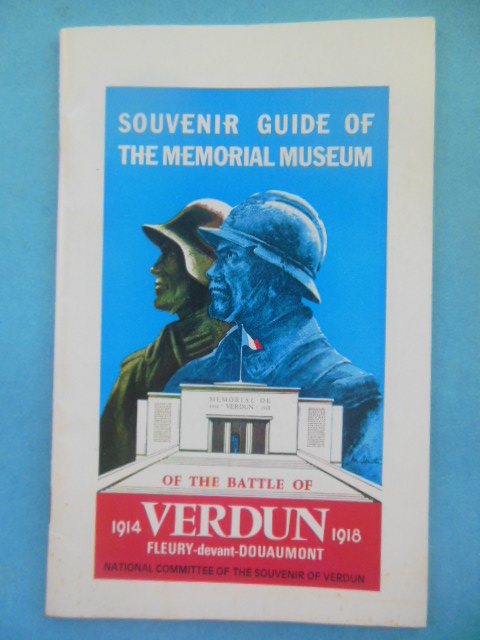 SOUVENIR GUIDE OF
THE MEMORIAL MUSEUM
MEMORIAL DE
VERDUN
OF THE BATTLE OF
1914 VERDUN 1918
FLEURY-devant-DOUAUMONT
NATIONAL COMMITTEE OF THE SOUVENIR OF VERDUN